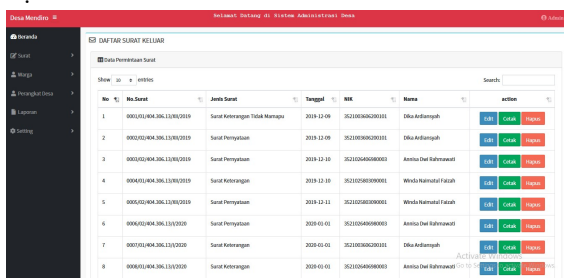 Desa Mendiro
Selamat Datang di Sistem Administrasi Desa
Admin
Beranda
Surat
Warga
Perangkat Desa
Laporan
Setting
DAFTAR SURAT KELUAR
Data Permintaan Surat
Show 10 entries
Search:
No No.Surat Jenis Surat Tanggal NIK Nama action
1 0001/01/404.306.13/XII/2019 Surat Keterangan Tidak Mamapu 2019-12-09 3521003606200101 Dika Ardiansyah Edit Cetak Hapus
2 0002/02/404.306.13/XII/2019 Surat Pernyataan 2019-12-09 3521003606200101 Dika Ardiansyah Edit Cetak Hapus
3 0003/02/404.306.13/XII/2019 Surat Pernyataan 2019-12-10 3521026406980003 Annisa Dwi Rahmawati Edit Cetak Hapus
4 0004/01/404.306.13/XII/2019 Surat Keterangan 2019-12-10 3521025803090001 Winda Naimatul Faizah Edit Cetak Hapus
5 0005/02/404.306.13/XII/2019 Surat Pernyataan 2019-12-11 3521025803090001 Winda Naimatul Faizah Edit Cetak Hapus
6 0006/02/404.306.13/I/2020 Surat Pernyataan 2020-01-01 3521026406980003 Annisa Dwi Rahmawati Edit Cetak Hapus
7 0007/01/404.306.13/I/2020 Surat Keterangan 2020-01-01 3521003606200101 Dika Ardiansyah Edit Cetak Hapus
Activate Windows
8 0008/01/404.306.13/I/2020 Surat Keterangan 2020-01-01 3521026406980003 Annisa Dwi Rahmawati Edit Cetak Hapus